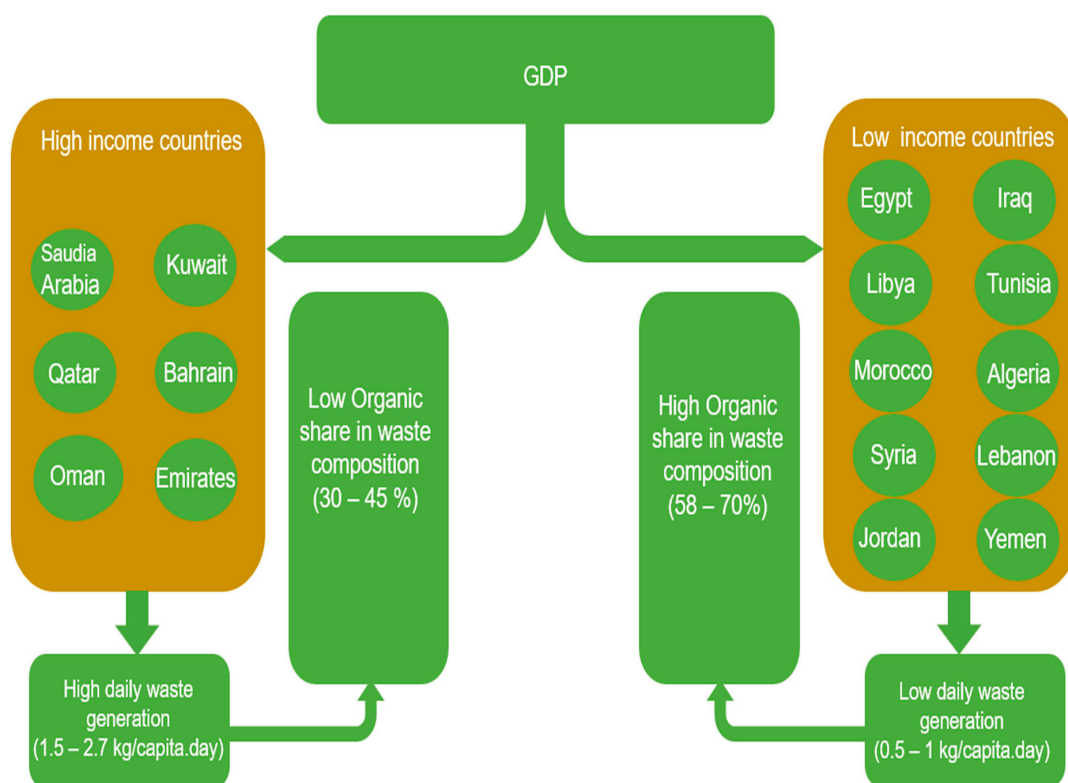 GDP
High income countries
Saudia
Arabia
Kuwait
Qatar
Bahrain
Oman
Emirates
Low income countries
Egypt
Iraq
Libya
Tunisia
Morocco
Algeria
Syria
Lebanon
Jordan
Yemen
Low Organic
share in waste
composition
(30 – 45 %)
High Organic
share in waste
composition
(58 – 70%)
High daily waste
generation
(1.5 – 2.7 kg/capita.day)
Low daily waste
generation
(0.5 – 1 kg/capita.day)